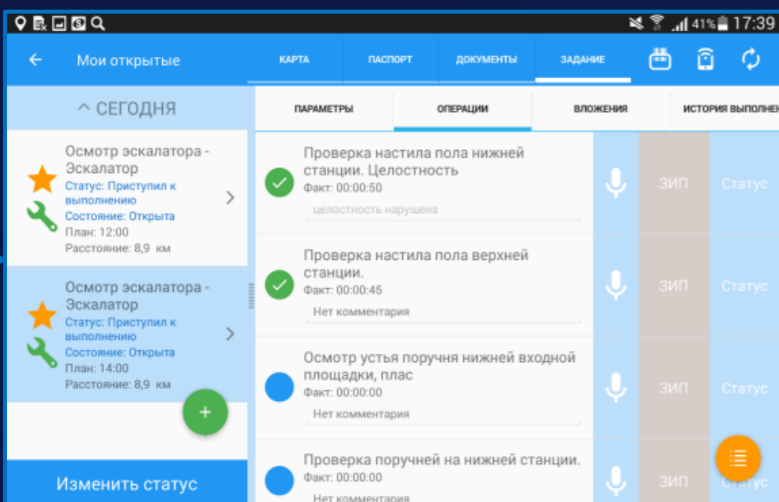 41% 17:39
Мои открытые
КАРТА ПАСПОРТ ДОКУМЕНТЫ ЗАДАНИЕ
СЕГОДНЯ
Осмотр эскалатора -
Эскалатор
Статус: Приступил к
выполнению
Состояние: Открыта
План: 12:00
Расстояние: 8,9 км
Осмотр эскалатора -
Эскалатор
Статус: Приступил к
выполнению
Состояние: Открыта
План: 14:00
Расстояние: 8,9 км
+
Изменить статус
ПАРАМЕТРЫ ОПЕРАЦИИ ВЛОЖЕНИЯ ИСТОРИЯ ВЫПОЛНЕН
Проверка настила пола нижней
станции. Целостность
Факт: 00:00:50
целостность нарушена
ЗИП Статус
Проверка настила пола верхней
станции.
Факт: 00:00:45
Нет комментария
ЗИП Статус
Осмотр устья поручня нижней входной
площадки, плас
Факт: 00:00:00
Нет комментария
ЗИП Статус
Проверка поручней на нижней станции.
Факт: 00:00:00
Нет комментария
ЗИП Статус